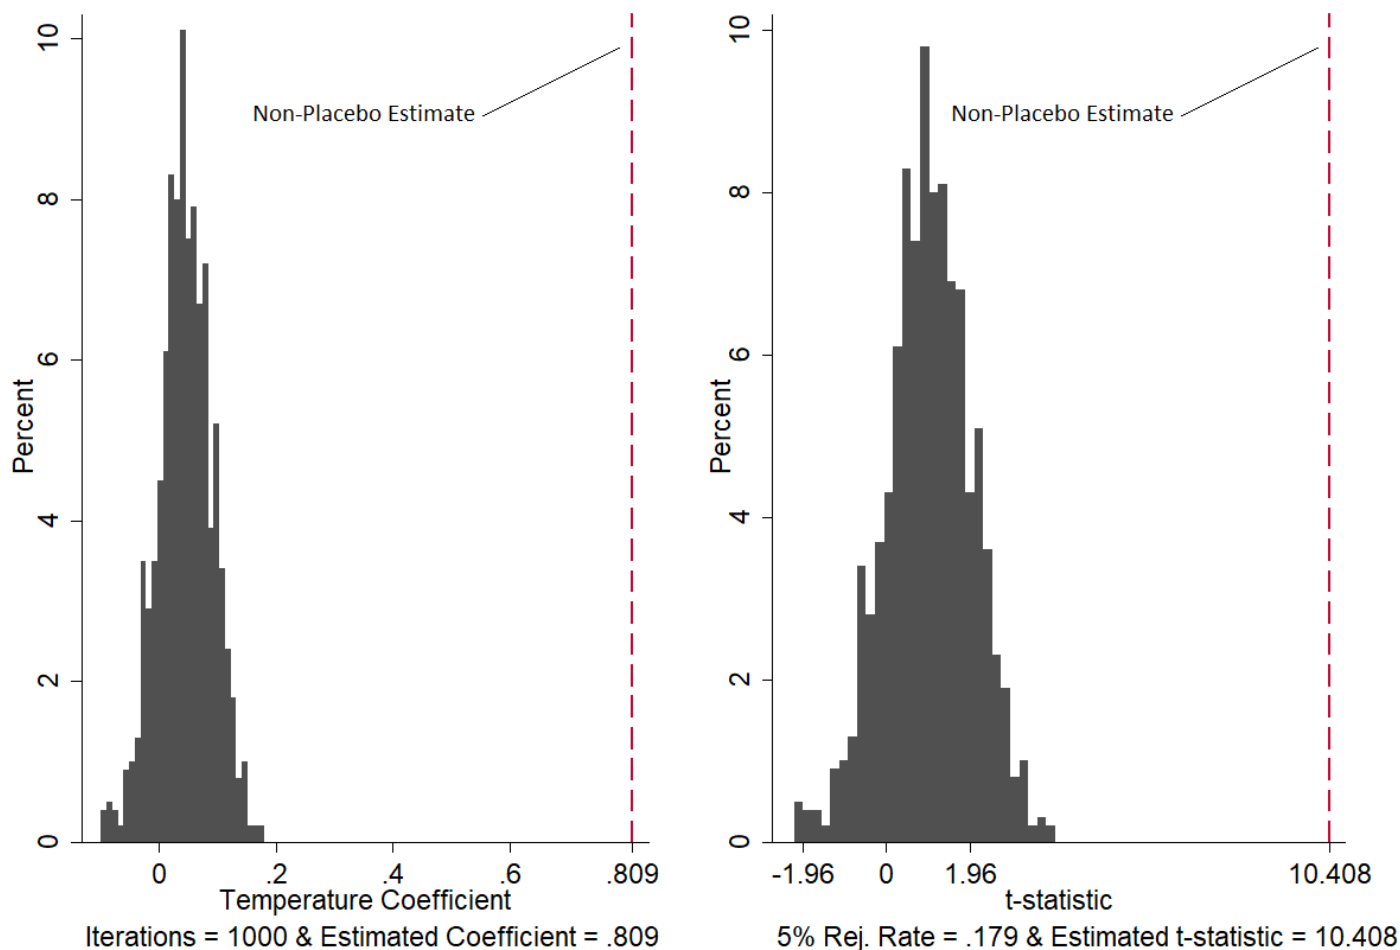 Non-Placebo Estimate
Percent
10
8
6
4
2
0
0 .2 .4 .6 .809
Temperature Coefficient
Iterations = 1000 & Estimated Coefficient = .809
Non-Placebo Estimate
Percent
10
8
6
4
2
0
-1.96 0 1.96 10.408
t-statistic
5% Rej. Rate = .179 & Estimated t-statistic = 10.408